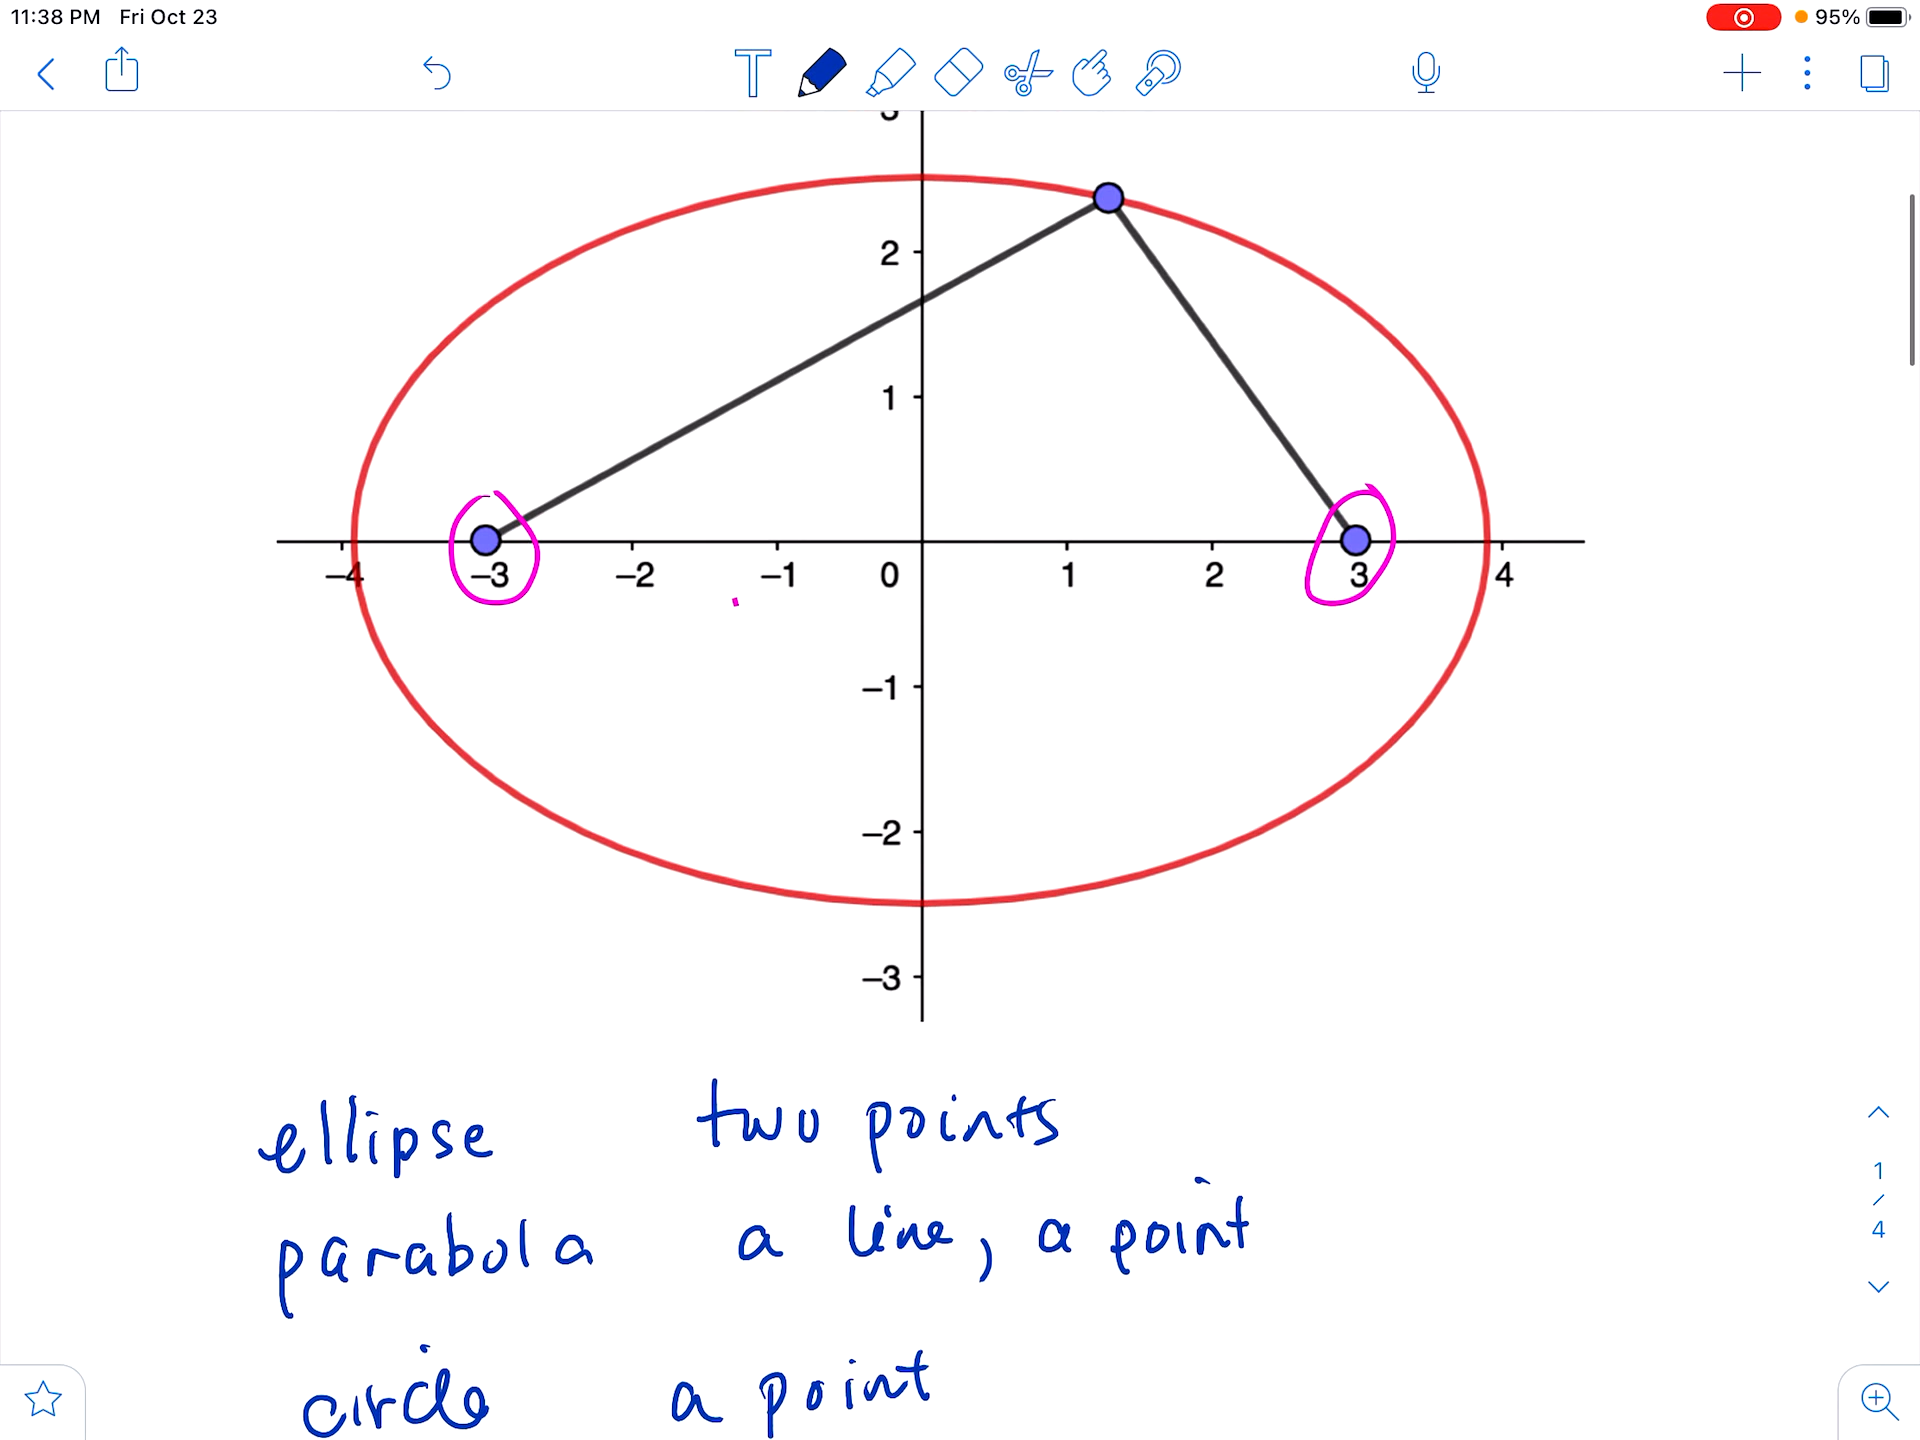 11:38 PM Fri Oct 23 95%
T
3
2
1
−4 −3 −2 −1 0 1 2 3 4
−1
−2
−3
ellipse two points
parabola a line, a point
circle a point
1
/
4